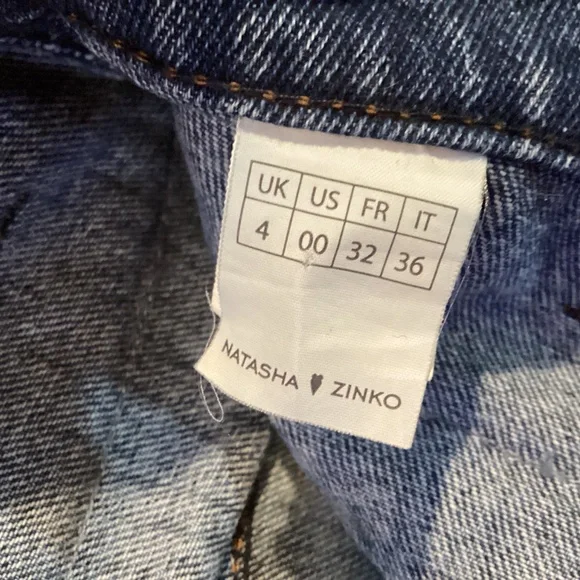 UK US FR IT
4 00 32 36
NATASHA ♥ ZINKO